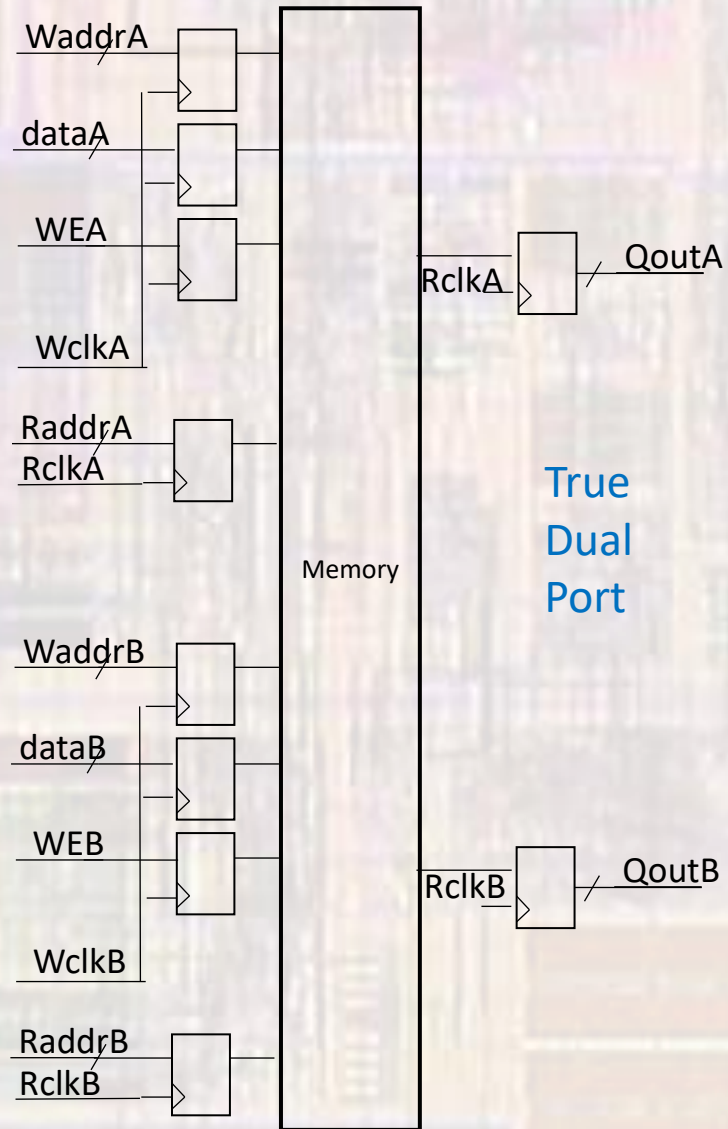 WaddrA
dataA
WEA
WclkA
RaddrA
RclkA
WaddrB
dataB
WEB
WclkB
RaddrB
RclkB
Memory
RclkA
QoutA
True
Dual
Port
RclkB
QoutB